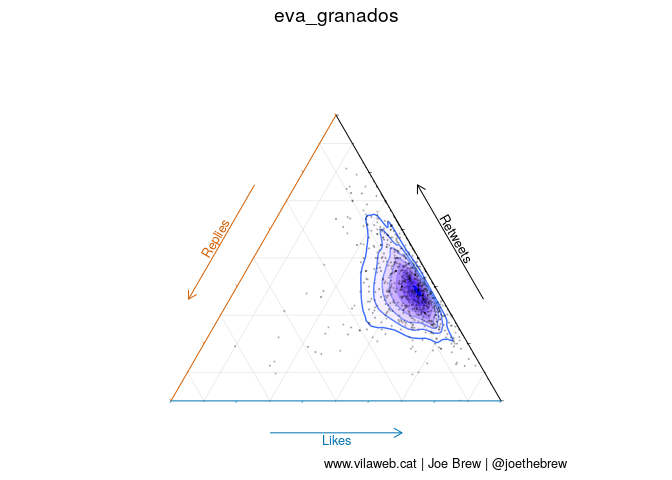 eva_granados
Replies
Retweets
Likes
www.vilaweb.cat | Joe Brew | @joethebrew